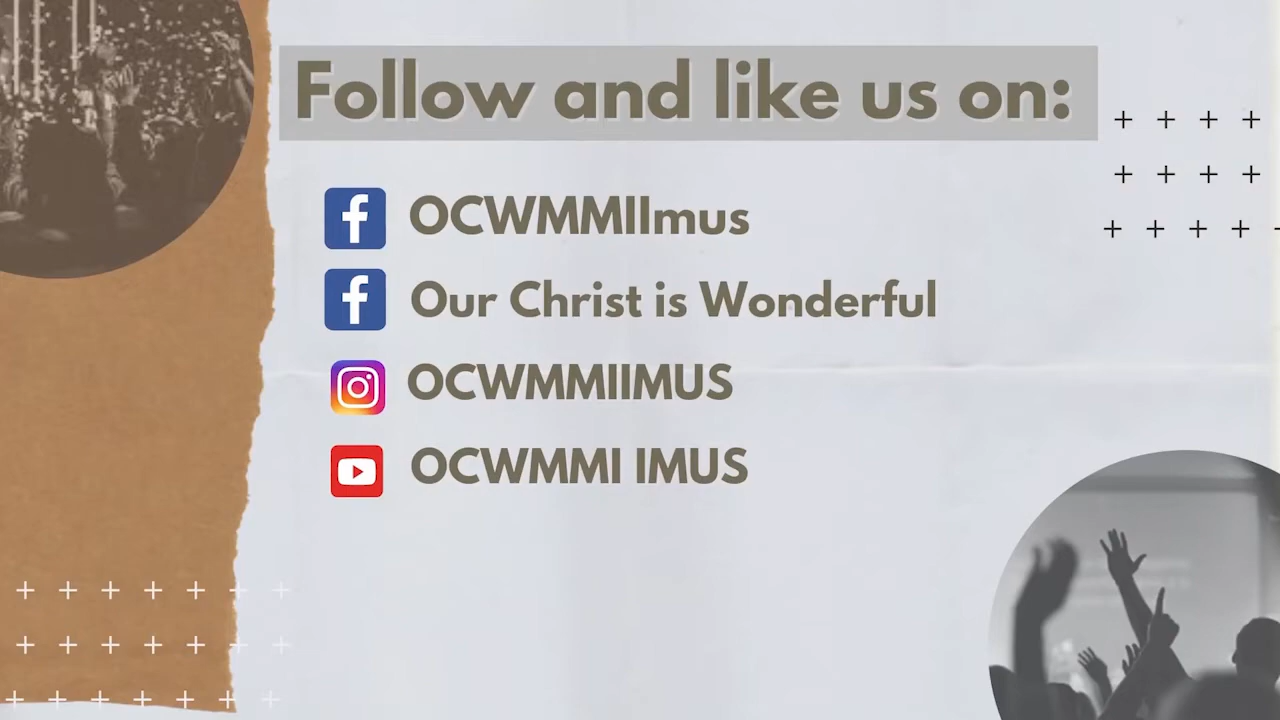 Follow and like us on:
OCWMMIImus
Our Christ is Wonderful
OCWMMIIMUS
OCWMMI IMUS